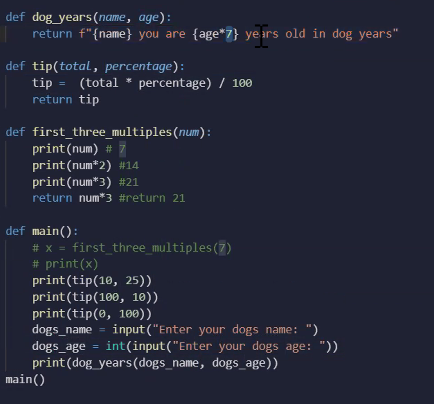 def dog_years(name, age):
    return f"{name} you are {age*7} years old in dog years"
def tip(total, percentage):
    tip =  (total * percentage) / 100
    return tip
def first_three_multiples(num):
    print(num) # 7
    print(num*2) #14
    print(num*3) #21
    return num*3 #return 21
def main():
    # x = first_three_multiples(7)
    # print(x)
    print(tip(10, 25))
    print(tip(100, 10))
    print(tip(0, 100))
    dogs_name = input("Enter your dogs name: ")
    dogs_age = int(input("Enter your dogs age: "))
    print(dog_years(dogs_name, dogs_age))
main()